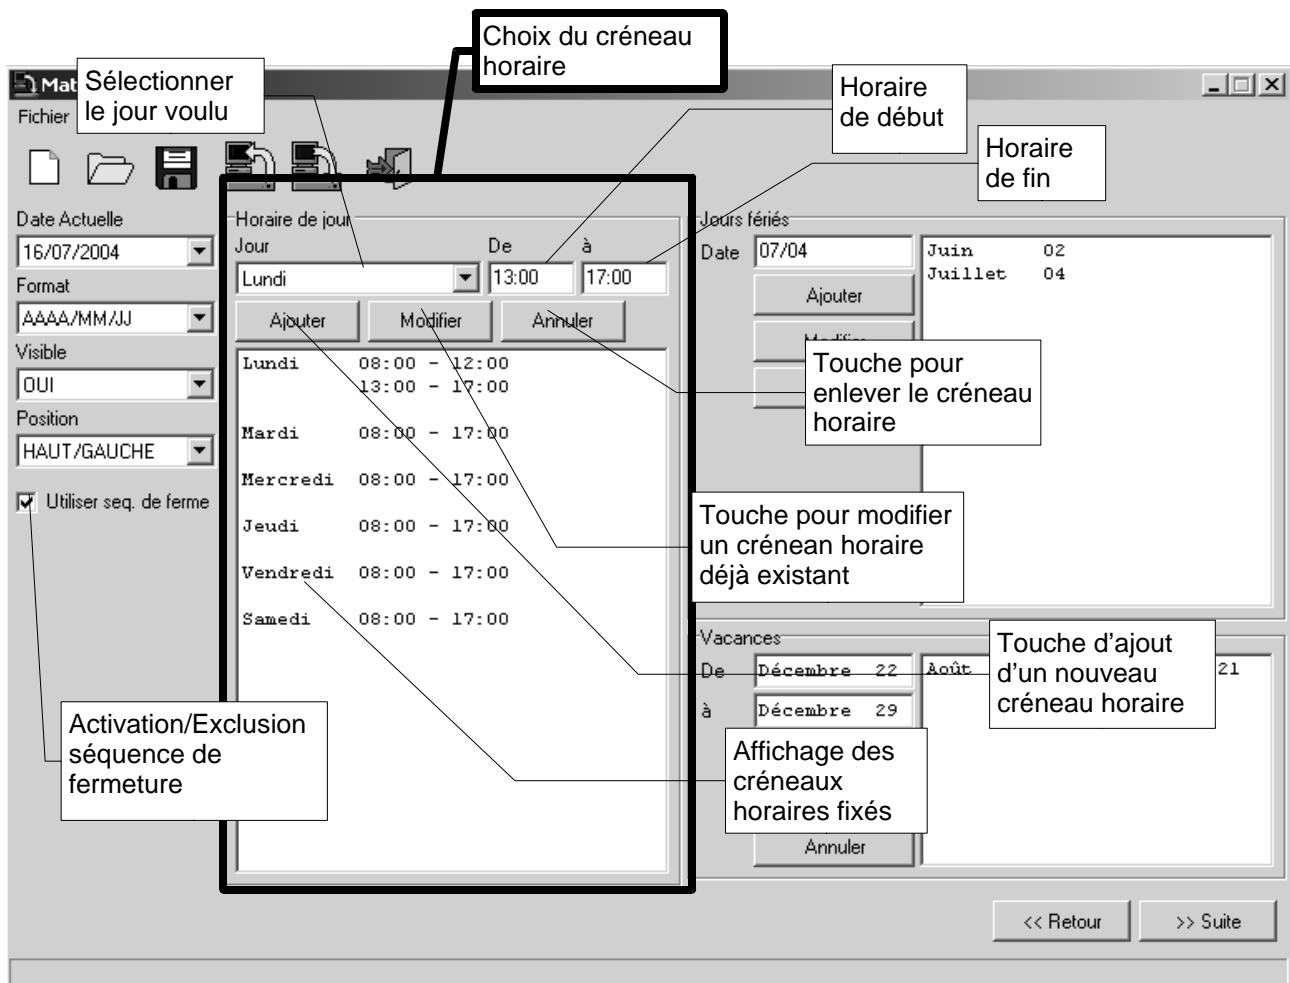 Choix du créneau
horaire
Sélectionner
le jour voulu
Horaire
de début
Horaire
de fin
Mat
Fichier
Date Actuelle
16/07/2004
Format
AAAA/MM/JJ
Visible
OUI
Position
HAUT/GAUCHE
Utiliser seq. de ferme
Horaire de jour
Jour De à
Lundi 13:00 17:00
Ajouter Modifier Annuler
Lundi 08:00 - 12:00
13:00 - 17:00
Mardi 08:00 - 17:00
Mercredi 08:00 - 17:00
Jeudi 08:00 - 17:00
Vendredi 08:00 - 17:00
Samedi 08:00 - 17:00
Jours fériés
Date 07/04
Juin 02
Juillet 04
Ajouter
Touche pour
enlever le créneau
horaire
Touche pour modifier
un crénean horaire
déjà existant
Vacances
De Décembre 22
à Décembre 29
Août 21
Touche d'ajout
d'un nouveau
créneau horaire
Activation/Exclusion
séquence de
fermeture
Affichage des
créneaux
horaires fixés
Annuler
<< Retour >> Suite